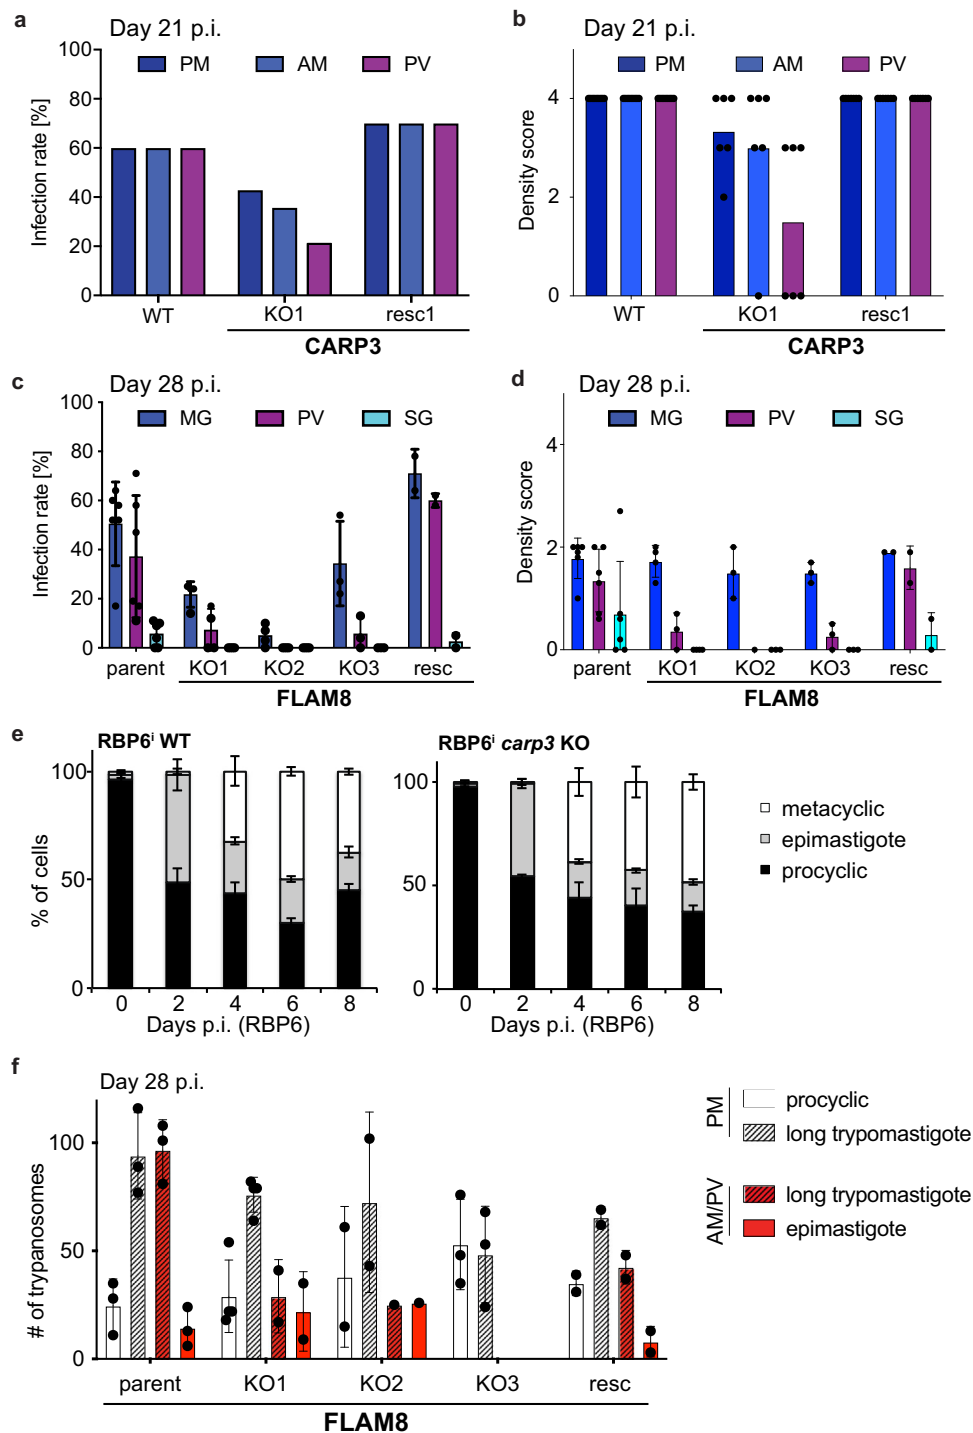 a
Day 21 p.i.
PM AM PV
Infection rate [%]
100
80
60
40
20
0
WT KO1 resc1
CARP3
b
Day 21 p.i.
PM AM PV
Density score
4
2
0
WT KO1 resc1
CARP3
c
Day 28 p.i.
MG PV SG
Infection rate [%]
100
80
60
40
20
0
parent KO1 KO2 KO3 resc
FLAM8
d
Day 28 p.i.
MG PV SG
Density score
4
2
0
parent KO1 KO2 KO3 resc
FLAM8
e
RBP6i WT
% of cells
100
50
0
0 2 4 6 8
Days p.i. (RBP6)
RBP6i carp3 KO
100
50
0
0 2 4 6 8
Days p.i. (RBP6)
metacyclic
epimastigote
procyclic
f
Day 28 p.i.
# of trypanosomes
100
50
0
parent KO1 KO2 KO3 resc
FLAM8
PM
procyclic
long trypomastigote
AM/PV
long trypomastigote
epimastigote